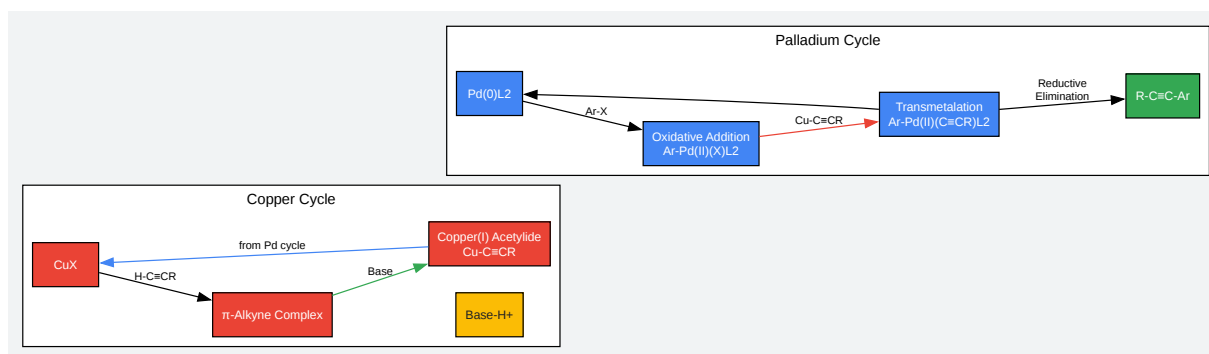 Palladium Cycle
Pd(0)L2
Ar-X
Oxidative Addition
Ar-Pd(II)(X)L2
Cu-C≡CR
Transmetalation
Ar-Pd(II)(C≡CR)L2
Reductive
Elimination
R-C≡C-Ar
Copper Cycle
CuX
H-C≡CR
π-Alkyne Complex
Base
Copper(I) Acetylide
Cu-C≡CR
from Pd cycle
Base-H+